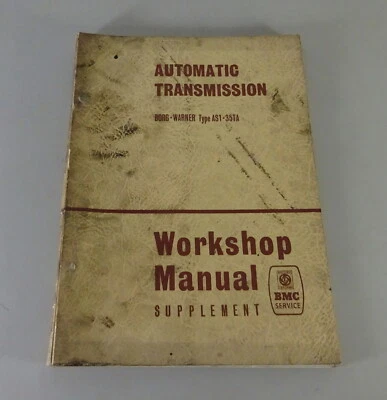 AUTOMATIC
TRANSMISSION
BORG-WARNER Type AS1-35TA
Workshop
Manual
SUPPLEMENT
BMC
SERVICE